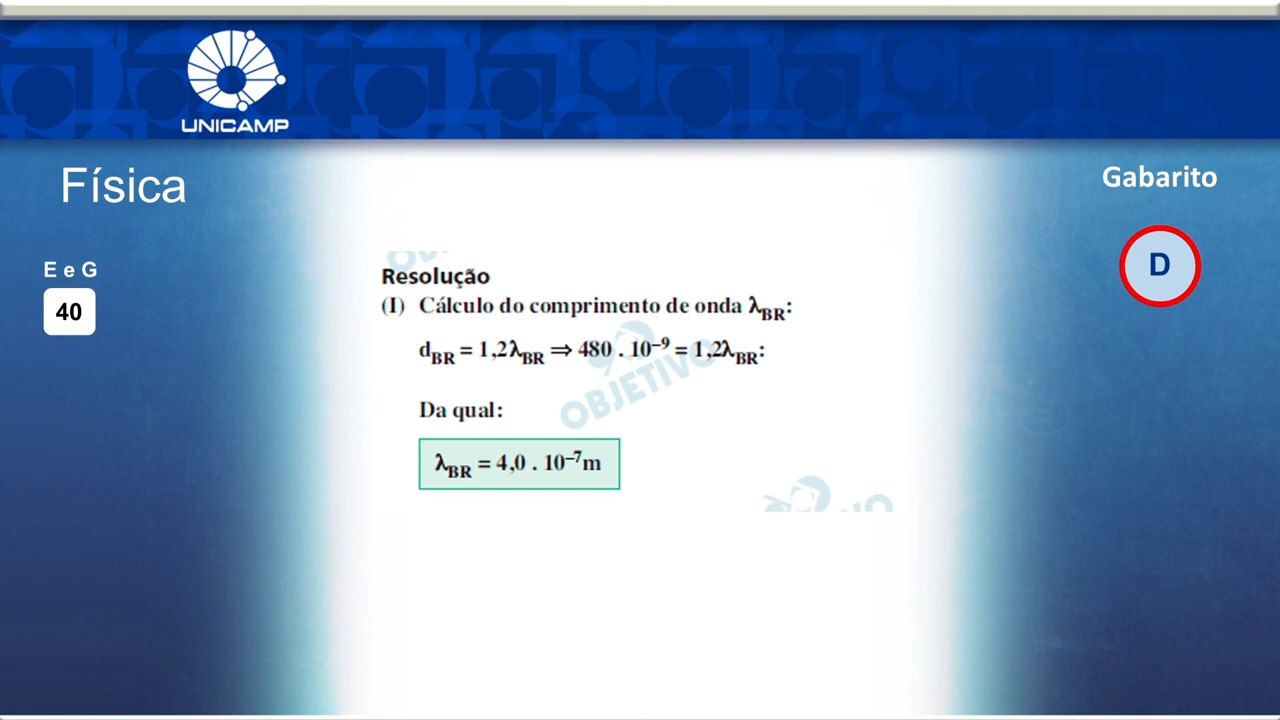 UNICAMP
Física
Gabarito
E e G
40
D
Resolução
(I) Cálculo do comprimento de onda λBR:
dBR = 1,2λBR ⇒ 480 . 10⁻⁹ = 1,2λBR:
Da qual:
λBR = 4,0 . 10⁻⁷m
OBJETIVO